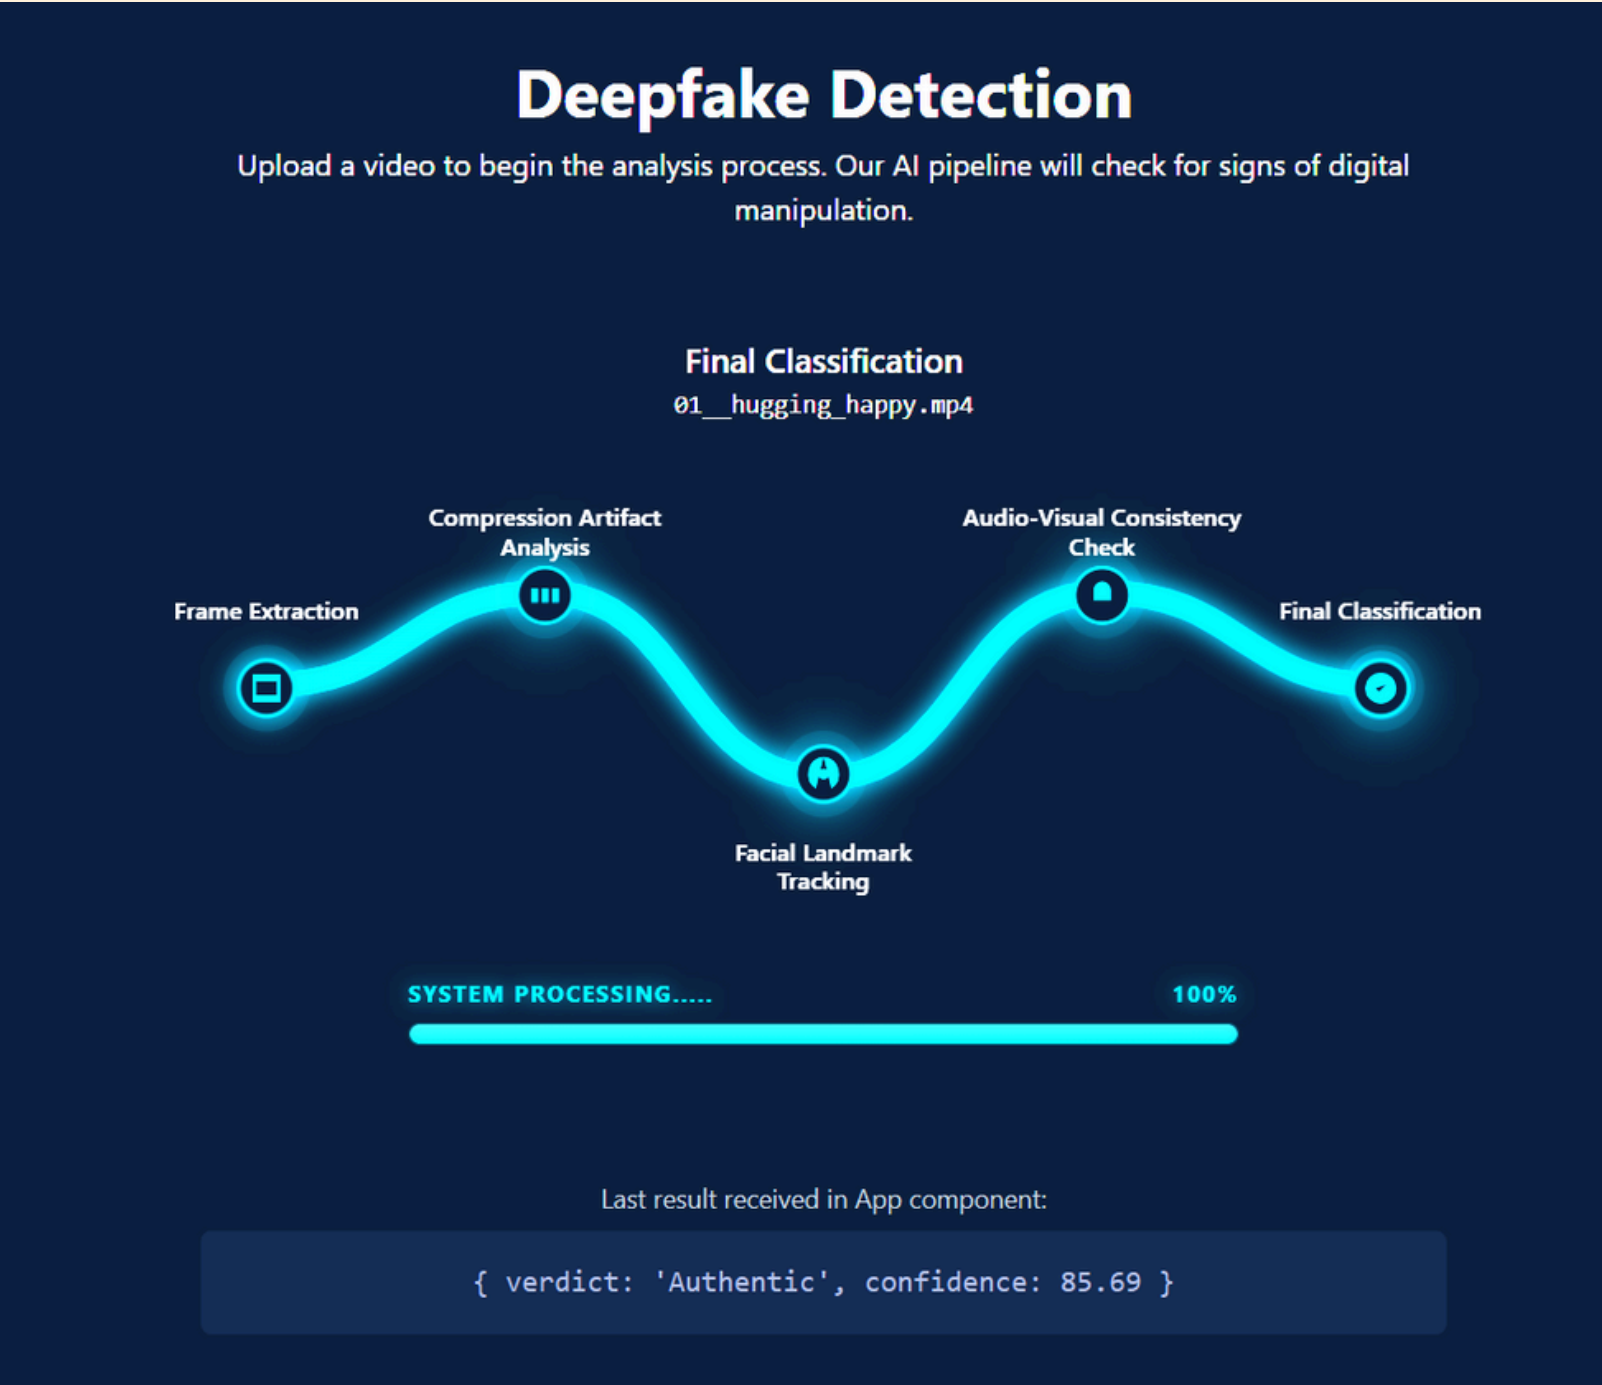 Deepfake Detection
Upload a video to begin the analysis process. Our AI pipeline will check for signs of digital
manipulation.
Final Classification
01__hugging_happy.mp4
Frame Extraction
Compression Artifact
Analysis
Facial Landmark
Tracking
Audio-Visual Consistency
Check
Final Classification
SYSTEM PROCESSING..... 100%
Last result received in App component:
{ verdict: 'Authentic', confidence: 85.69 }